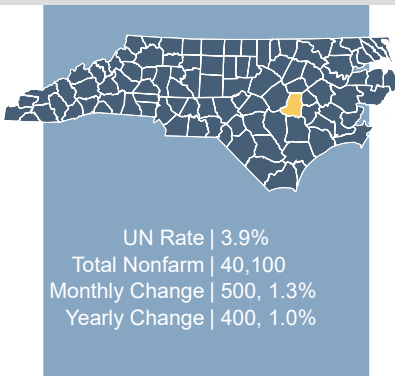 UN Rate | 3.9%
Total Nonfarm | 40,100
Monthly Change | 500, 1.3%
Yearly Change | 400, 1.0%